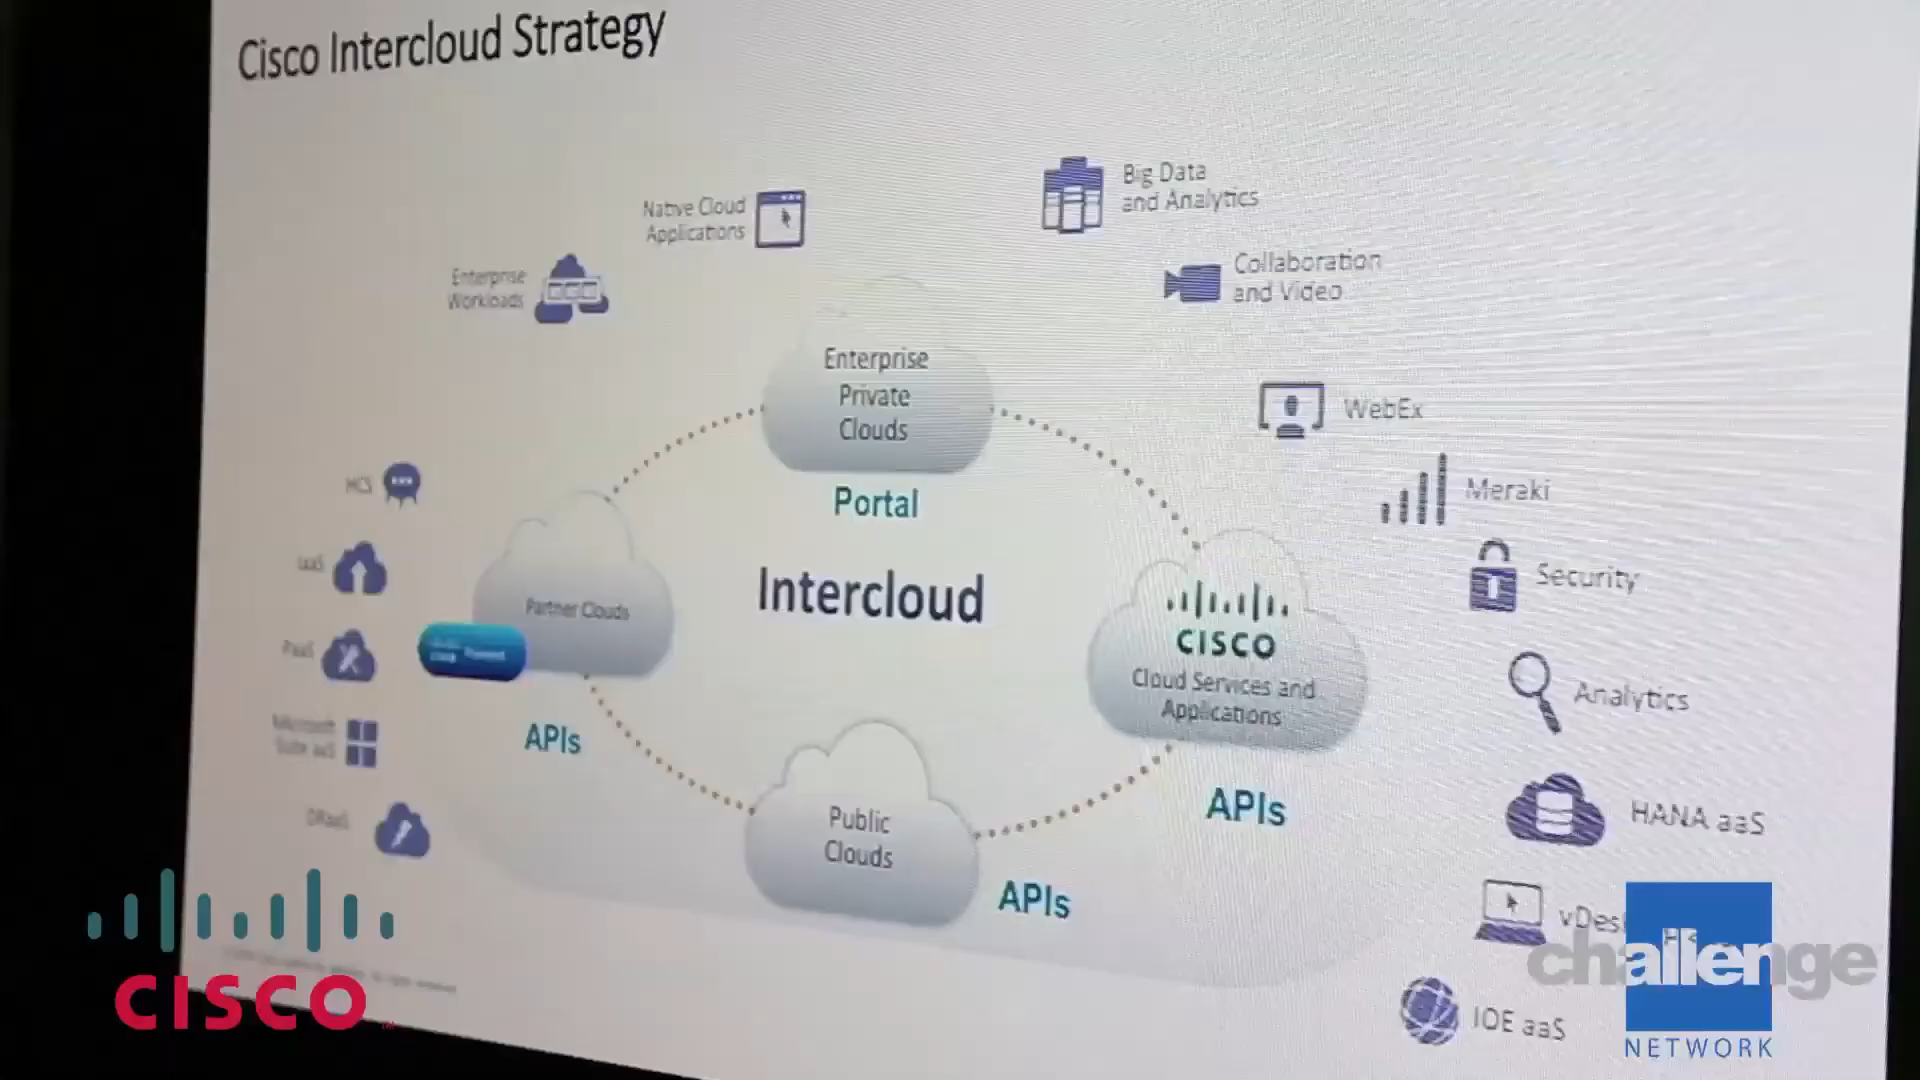 Cisco Intercloud Strategy
Native Cloud
Applications
Big Data
and Analytics
Enterprise
Workloads
Collaboration
and Video
Enterprise
Private
Clouds
WebEx
HCS
Portal
Meraki
IaaS
Partner Clouds
Intercloud
CISCO
Cloud Services and
Applications
Security
PaaS
Analytics
Microsoft
Suite aaS
APIs
Public
Clouds
APIs
HANA aaS
DRaaS
APIs
IOE aaS
CISCO
challenge
NETWORK